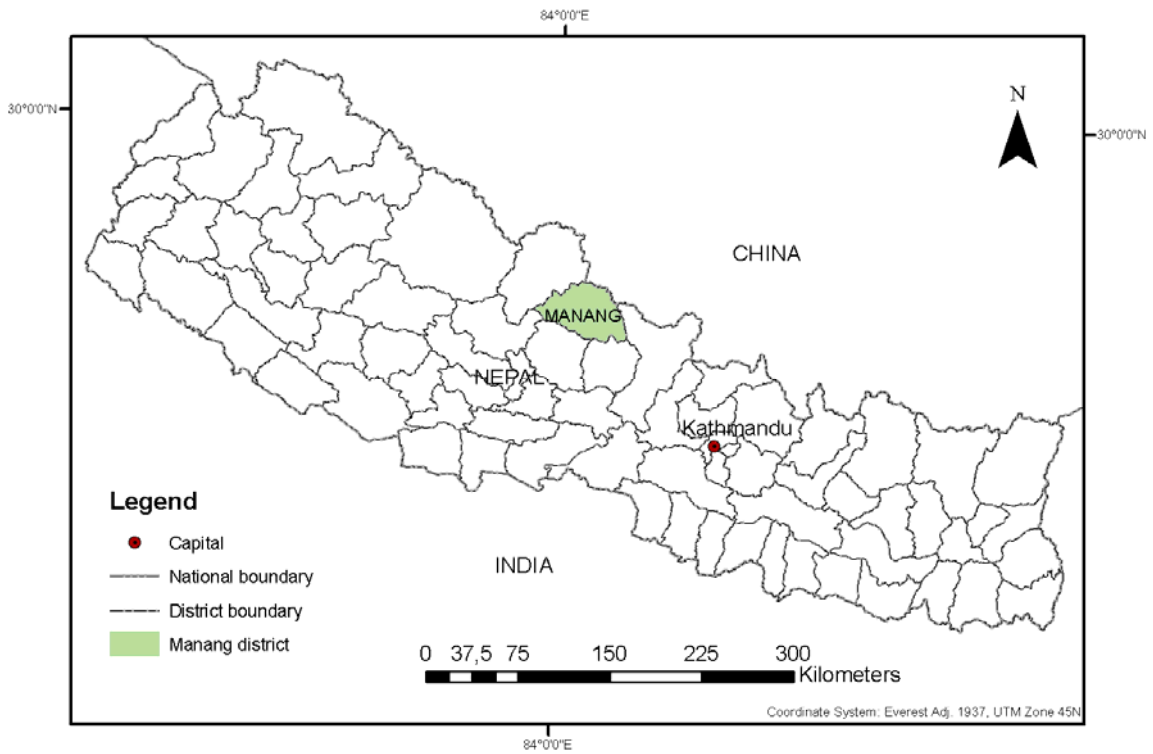 84°0'0"E
30°0'0"N
N
30°0'0"N
CHINA
MANANG
NEPAL
Kathmandu
Legend
Capital
National boundary
District boundary
Manang district
INDIA
0 37,5 75 150 225 300
Kilometers
Coordinate System: Everest Adj. 1937, UTM Zone 45N
84°0'0"E